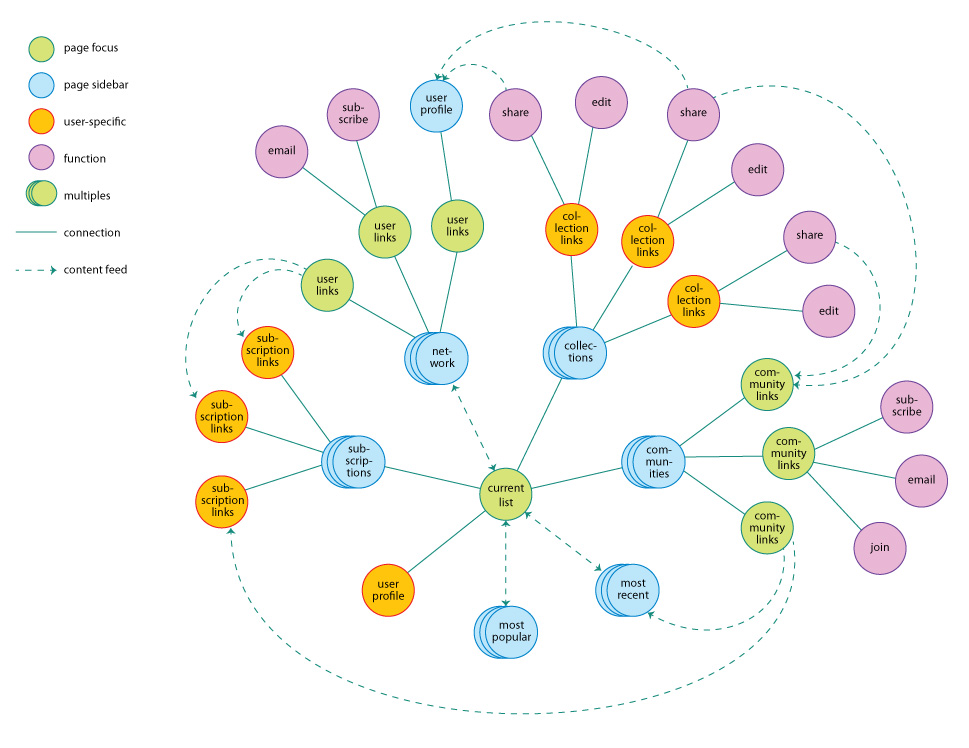 page focus
page sidebar
user-specific
function
multiples
connection
content feed
email
sub-
scribe
user
profile
share
edit
share
edit
share
edit
user
links
user
links
user
links
col-
lection
links
col-
lection
links
col-
lection
links
sub-
scription
links
sub-
scription
links
sub-
scription
links
net-
work
collec-
tions
sub-
scrip-
tions
com-
mun-
ities
com-
munity
links
com-
munity
links
com-
munity
links
sub-
scribe
email
join
current
list
user
profile
most
popular
most
recent